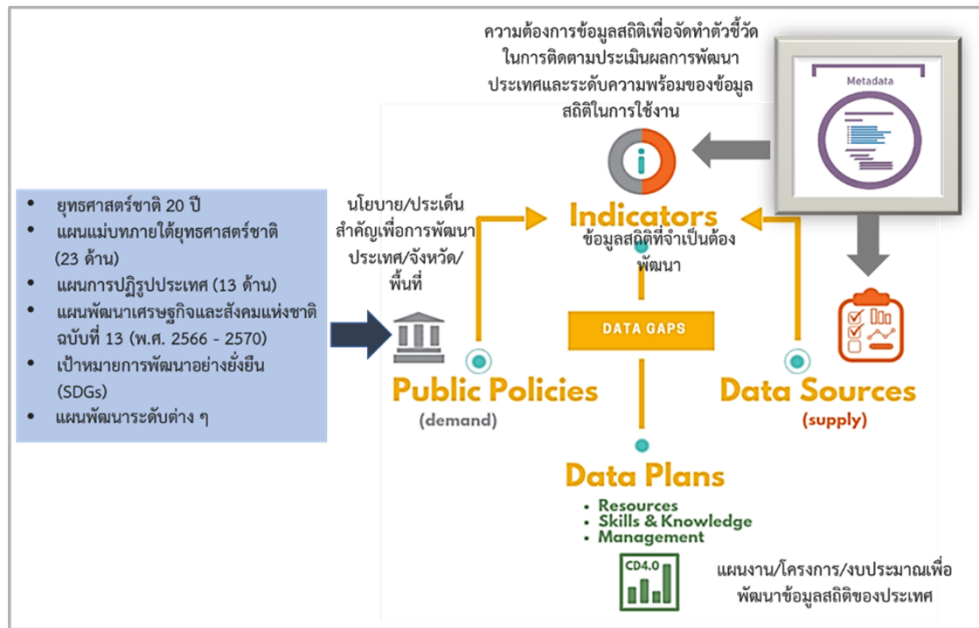 ความต้องการข้อมูลสถิติเพื่อจัดทำตัวชี้วัด
ในการติดตามประเมินผลการพัฒนา
ประเทศและระดับความพร้อมของข้อมูล
สถิติในการใช้งาน
Metadata
• ยุทธศาสตร์ชาติ 20 ปี
• แผนแม่บทภายใต้ยุทธศาสตร์ชาติ
(23 ด้าน)
• แผนการปฏิรูปประเทศ (13 ด้าน)
• แผนพัฒนาเศรษฐกิจและสังคมแห่งชาติ
ฉบับที่ 13 (พ.ศ. 2566 - 2570)
• เป้าหมายการพัฒนาอย่างยั่งยืน
(SDGs)
• แผนพัฒนาระดับต่าง ๆ
นโยบาย/ประเด็น
สำคัญเพื่อการพัฒนา
ประเทศ/จังหวัด/
พื้นที่
i
Indicators
ข้อมูลสถิติที่จำเป็นต้อง
พัฒนา
DATA GAPS
Public Policies
(demand)
Data Sources
(supply)
Data Plans
• Resources
• Skills & Knowledge
• Management
CD4.0
แผนงาน/โครงการ/งบประมาณเพื่อ
พัฒนาข้อมูลสถิติของประเทศ